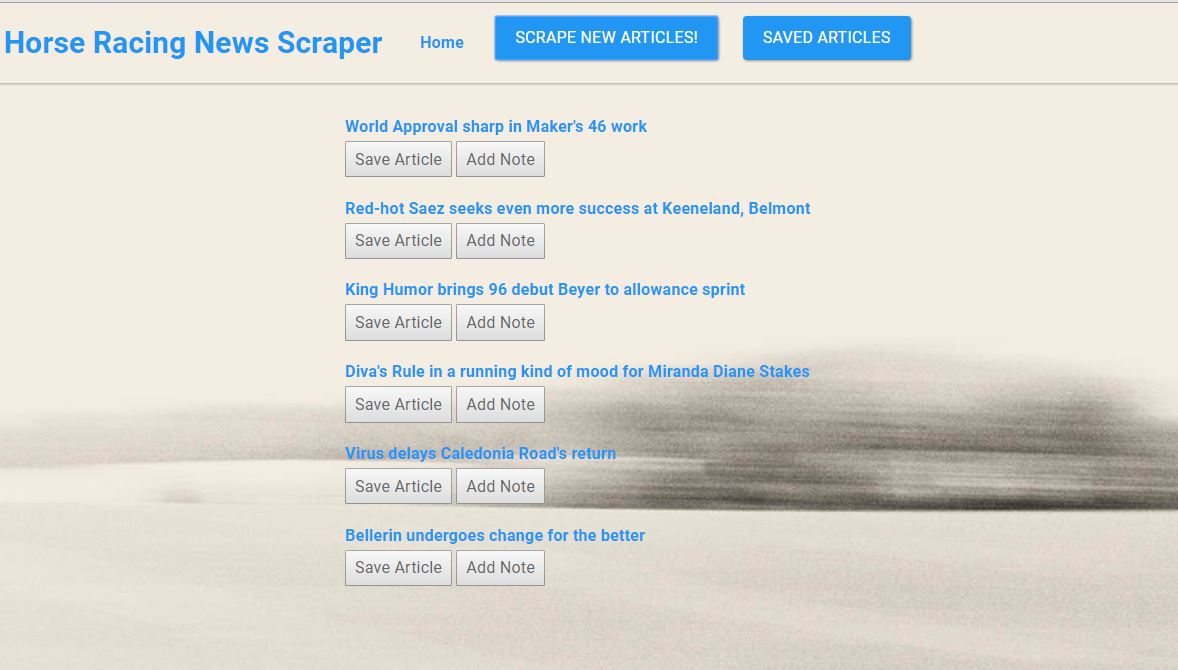 Horse Racing News Scraper Home SCRAPE NEW ARTICLES! SAVED ARTICLES
World Approval sharp in Maker's 46 work
Save Article Add Note
Red-hot Saez seeks even more success at Keeneland, Belmont
Save Article Add Note
King Humor brings 96 debut Beyer to allowance sprint
Save Article Add Note
Diva's Rule in a running kind of mood for Miranda Diane Stakes
Save Article Add Note
Virus delays Caledonia Road's return
Save Article Add Note
Bellerin undergoes change for the better
Save Article Add Note